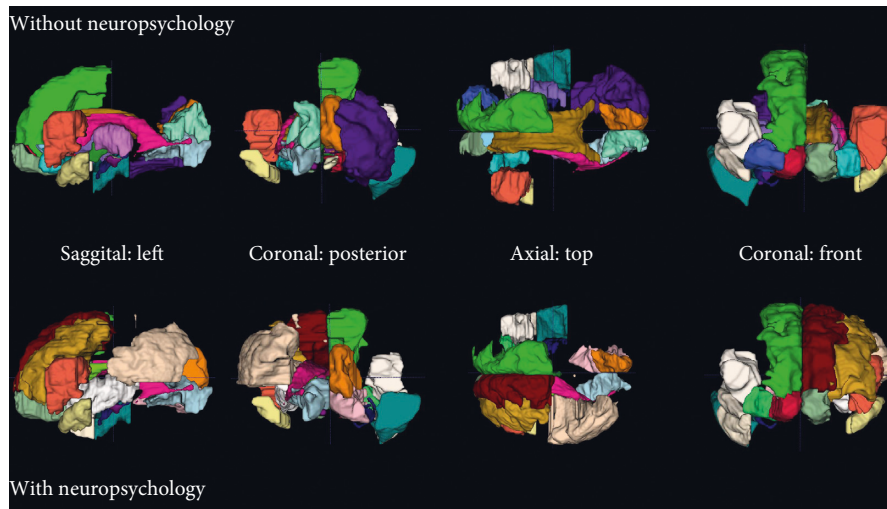 Without neuropsychology
Saggital: left
Coronal: posterior
Axial: top
Coronal: front
With neuropsychology